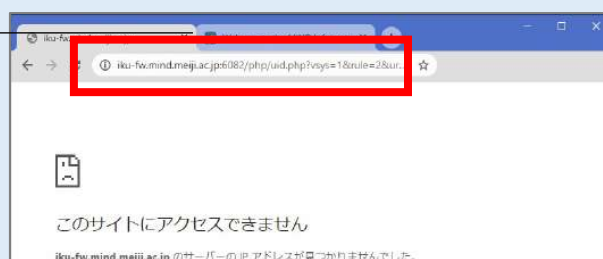 iku-fw.mind.meiji.ac.jp:6082/php/uid.php?vsys=1&rule=2&ur...
このサイトにアクセスできません
iku-fw.mind.meiji.ac.jp のサーバーの IP アドレスが見つかりませんでした。